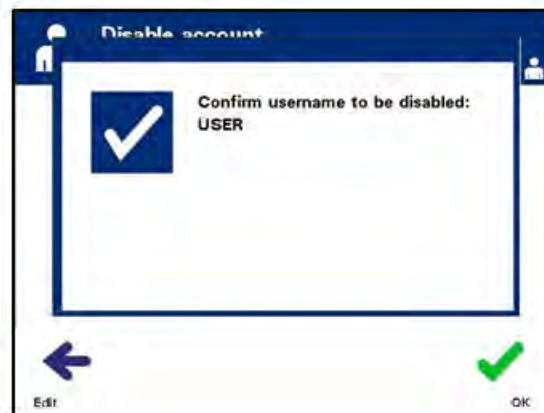 Disable account
Confirm username to be disabled:
USER
Edit
OK